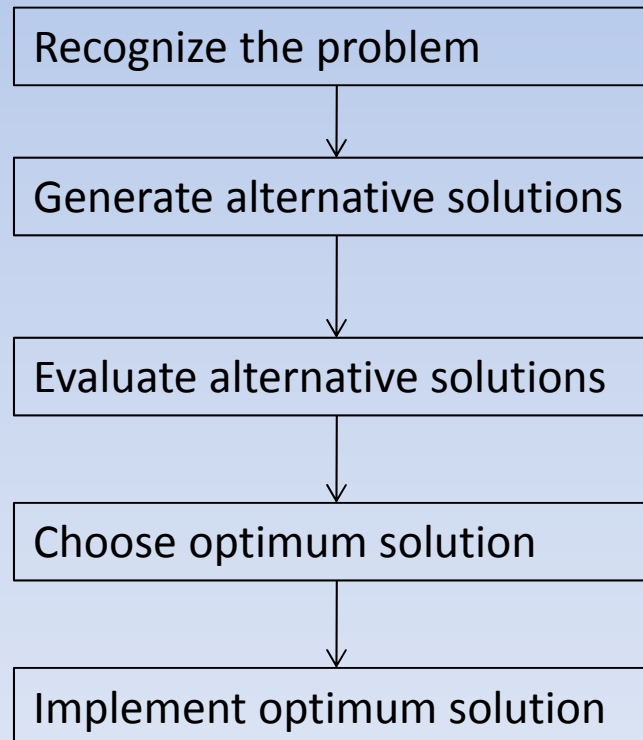 Recognize the problem
Generate alternative solutions
Evaluate alternative solutions
Choose optimum solution
Implement optimum solution